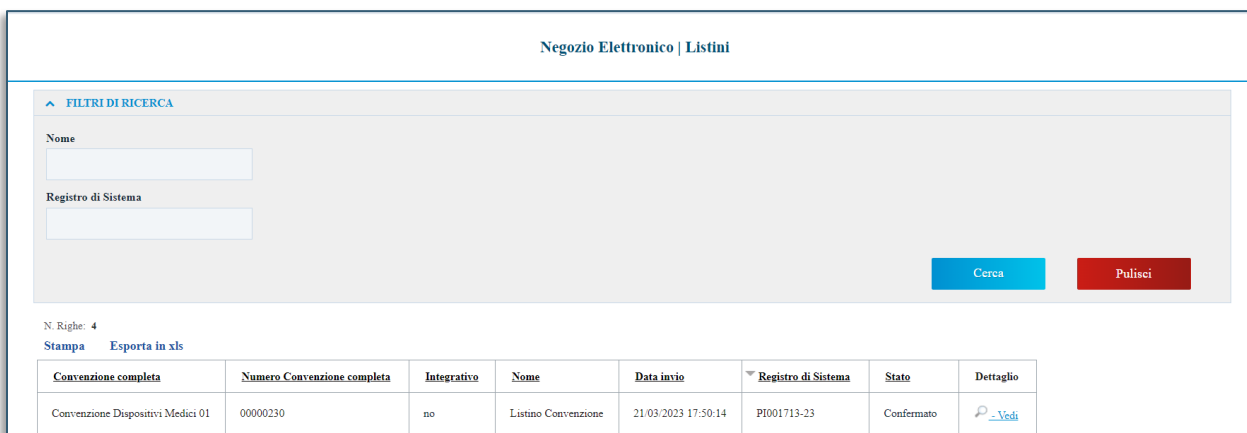 Negozio Elettronico | Listini
FILTRI DI RICERCA
Nome
Registro di Sistema
Cerca Pulisci
N. Righe: 4
Stampa Esporta in xls
Convenzione completa Numero Convenzione completa Integrativo Nome Data invio Registro di Sistema Stato Dettaglio
Convenzione Dispositivi Medici 01 00000230 no Listino Convenzione 21/03/2023 17:50:14 PI001713-23 Confermato - Vedi